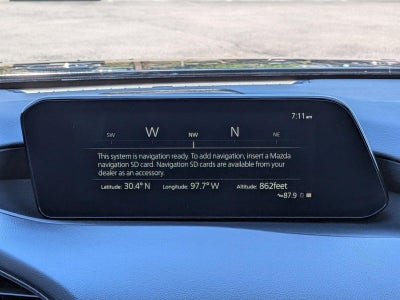 7:11am
SW W NW N NE
This system is navigation ready. To add navigation, insert a Mazda
navigation SD card. Navigation SD cards are available from your
dealer as an accessory.
Latitude: 30.4° N Longitude: 97.7° W Altitude: 862feet
87.9